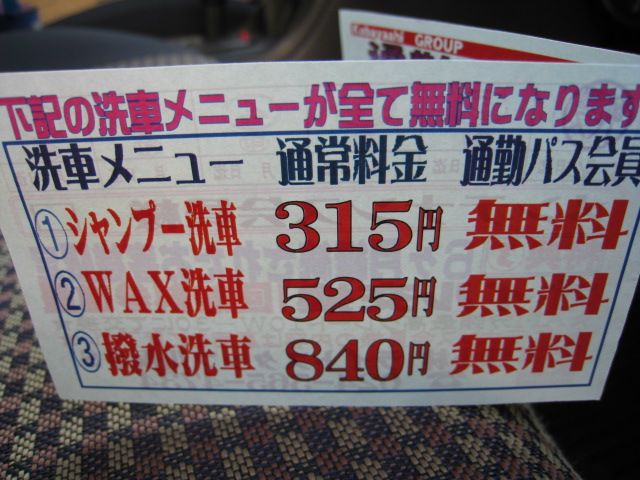 Kobayashi GROUP
下記の洗車メニューが全て無料になります
洗車メニュー 通常料金 通勤パス会員
①シャンプー洗車 315円 無料
②WAX洗車 525円 無料
③撥水洗車 840円 無料